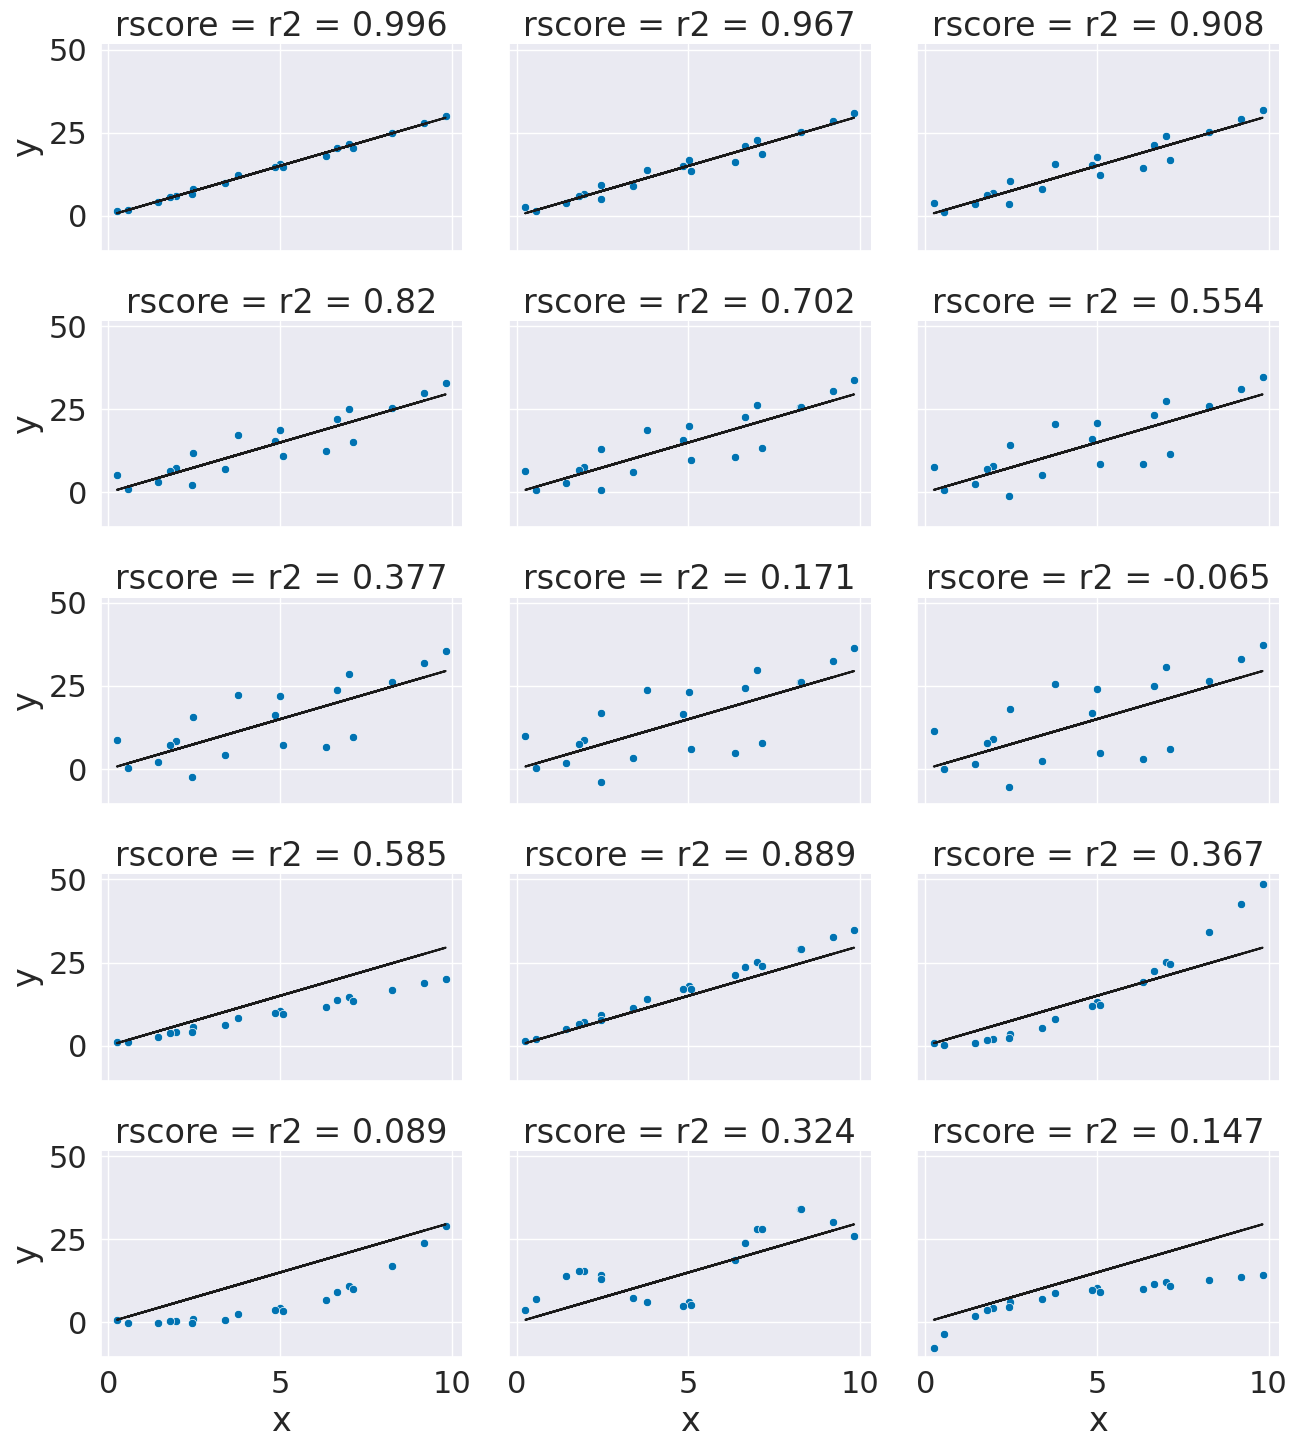 rscore = r2 = 0.996
rscore = r2 = 0.967
rscore = r2 = 0.908
50
25
0
y
rscore = r2 = 0.82
rscore = r2 = 0.702
rscore = r2 = 0.554
50
25
0
y
rscore = r2 = 0.377
rscore = r2 = 0.171
rscore = r2 = -0.065
50
25
0
y
rscore = r2 = 0.585
rscore = r2 = 0.889
rscore = r2 = 0.367
50
25
0
y
rscore = r2 = 0.089
rscore = r2 = 0.324
rscore = r2 = 0.147
50
25
0
y
0 5 10
0 5 10
0 5 10
x
x
x